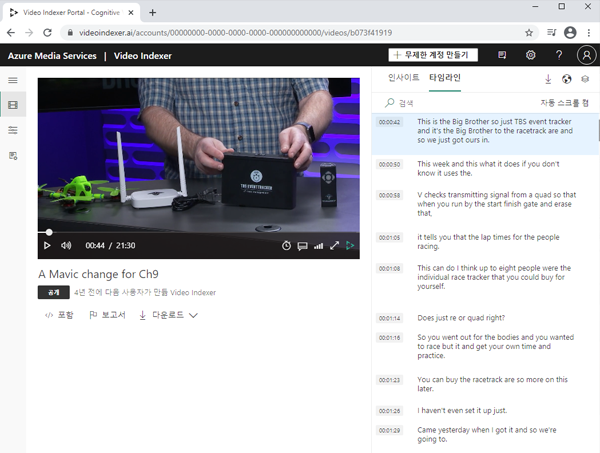 Video Indexer Portal - Cognitive
videoindexer.ai/accounts/00000000-0000-0000-0000-000000000000/videos/b073f41919
Azure Media Services | Video Indexer
+ 무제한 계정 만들기
THE EVENT TRACKER
00:44 / 21:30
A Mavic change for Ch9
공개 4년 전에 다음 사용자가 만듦 Video Indexer
</> 포함 보고서 다운로드
인사이트 타임라인
검색 자동 스크롤 켬
00:00:42 This is the Big Brother so just TBS event tracker
and it's the Big Brother to the racetrack are and
so we just got ours in.
00:00:50 This week and this what it does if you don't
know it uses the.
00:00:58 V checks transmitting signal from a quad so that
when you run by the start finish gate and erase
that,
00:01:05 it tells you that the lap times for the people
racing.
00:01:08 This can do I think up to eight people were the
individual race tracker that you could buy for
yourself.
00:01:14 Does just re or quad right?
00:01:16 So you went out for the bodies and you wanted
to race but it and get your own time and
practice.
00:01:23 You can buy the racetrack are so more on this
later.
00:01:26 I haven't even set it up just.
00:01:29 Came yesterday when I got it and so we're
going to.